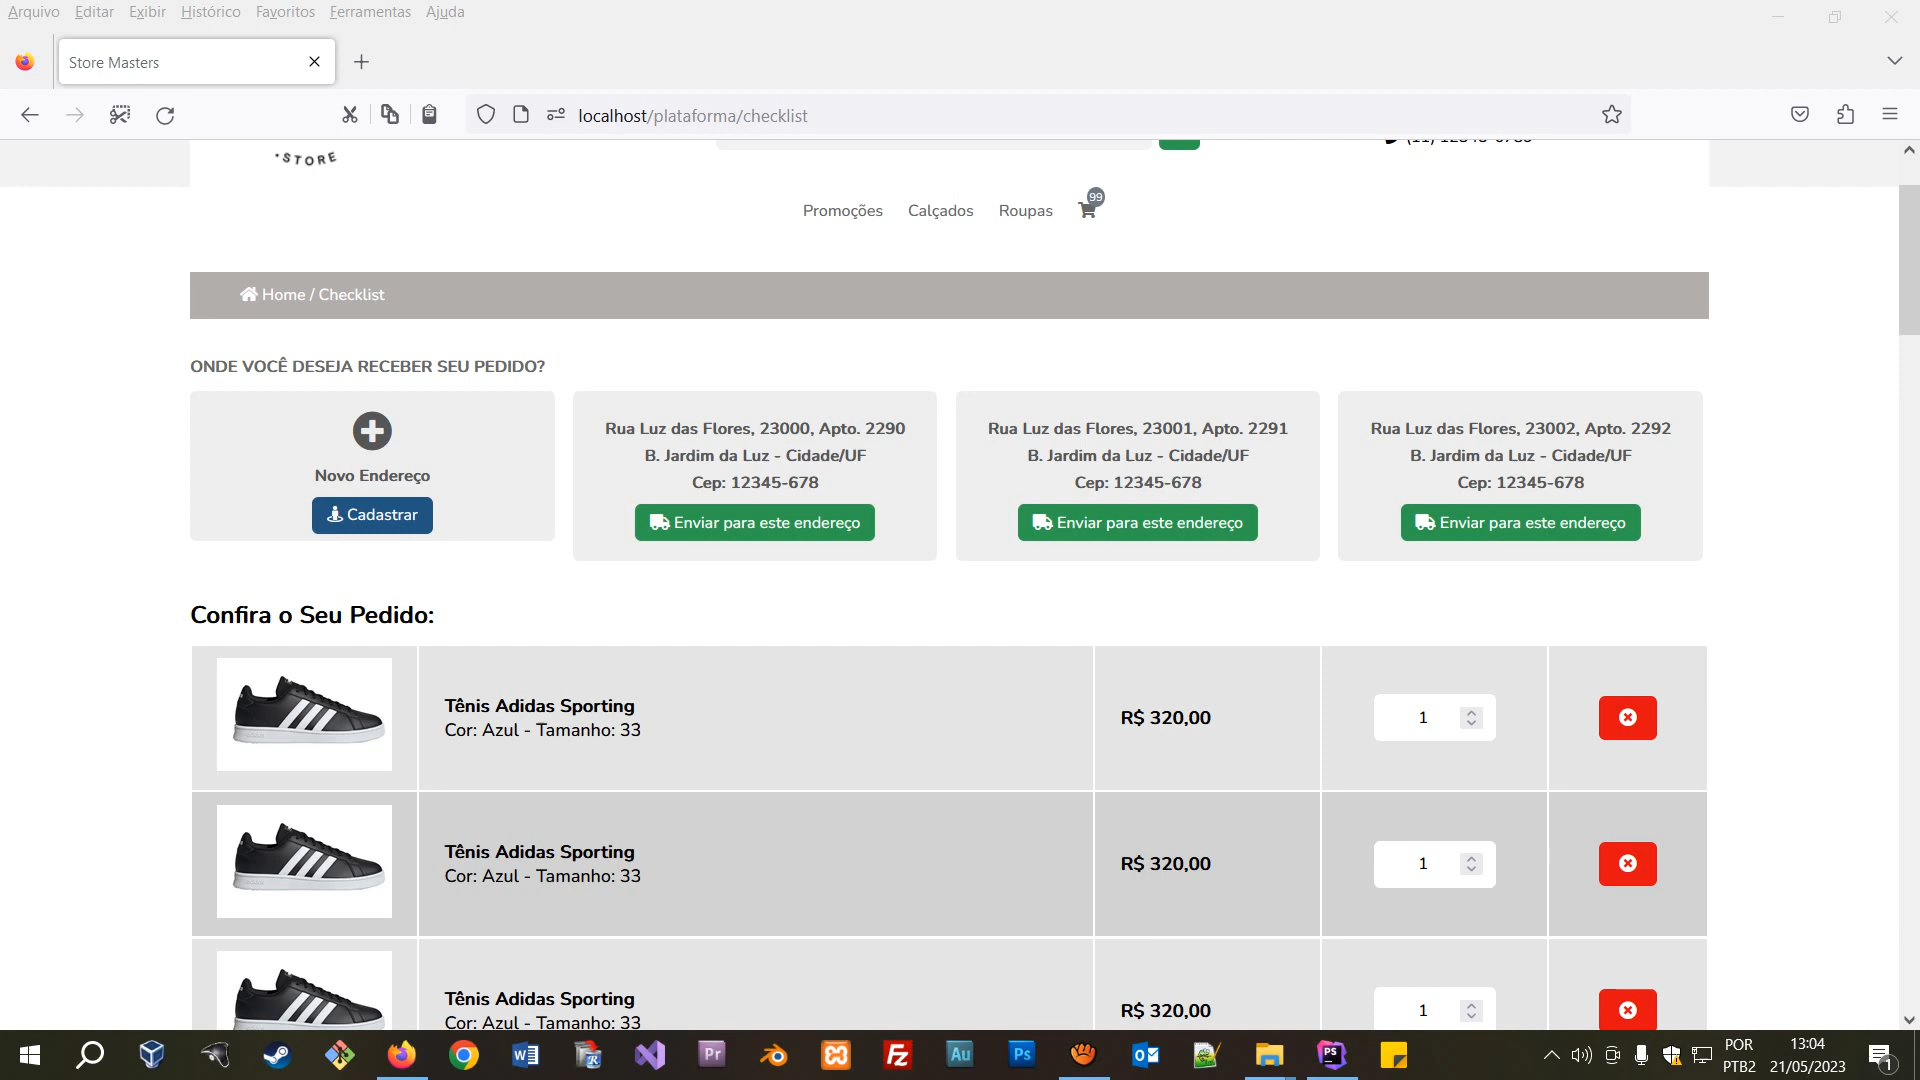 Arquivo Editar Exibir Histórico Favoritos Ferramentas Ajuda
Store Masters
localhost/plataforma/checklist
STORE
Promoções Calçados Roupas 99
Home / Checklist
ONDE VOCÊ DESEJA RECEBER SEU PEDIDO?
Novo Endereço
Cadastrar
Rua Luz das Flores, 23000, Apto. 2290
B. Jardim da Luz - Cidade/UF
Cep: 12345-678
Enviar para este endereço
Rua Luz das Flores, 23001, Apto. 2291
B. Jardim da Luz - Cidade/UF
Cep: 12345-678
Enviar para este endereço
Rua Luz das Flores, 23002, Apto. 2292
B. Jardim da Luz - Cidade/UF
Cep: 12345-678
Enviar para este endereço
Confira o Seu Pedido:
Tênis Adidas Sporting
Cor: Azul - Tamanho: 33
R$ 320,00
1
Tênis Adidas Sporting
Cor: Azul - Tamanho: 33
R$ 320,00
1
Tênis Adidas Sporting
Cor: Azul - Tamanho: 33
R$ 320,00
1
W
R
Pr
Fz
Au
Ps
PS
POR
PTB2
13:04
21/05/2023
1